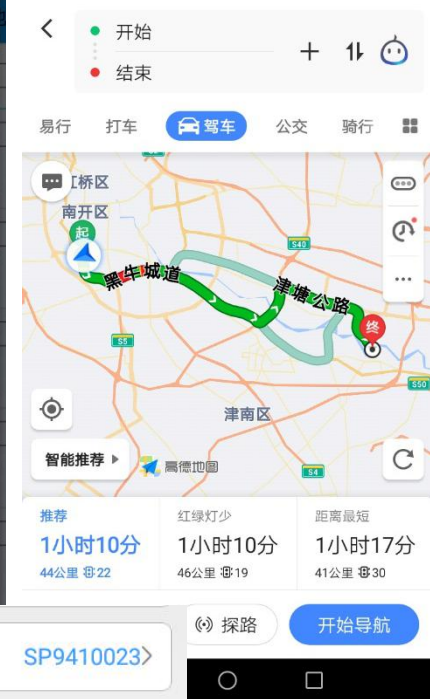 开始
结束
易行 打车 驾车 公交 骑行
红桥区
南开区
起
黑牛城道
S40
津塘公路
终
S5
S50
津南区
智能推荐
高德地图
S4
推荐 红绿灯少 距离最短
1小时10分 1小时10分 1小时17分
44公里 22 46公里 19 41公里 30
探路 开始导航
SP9410023>